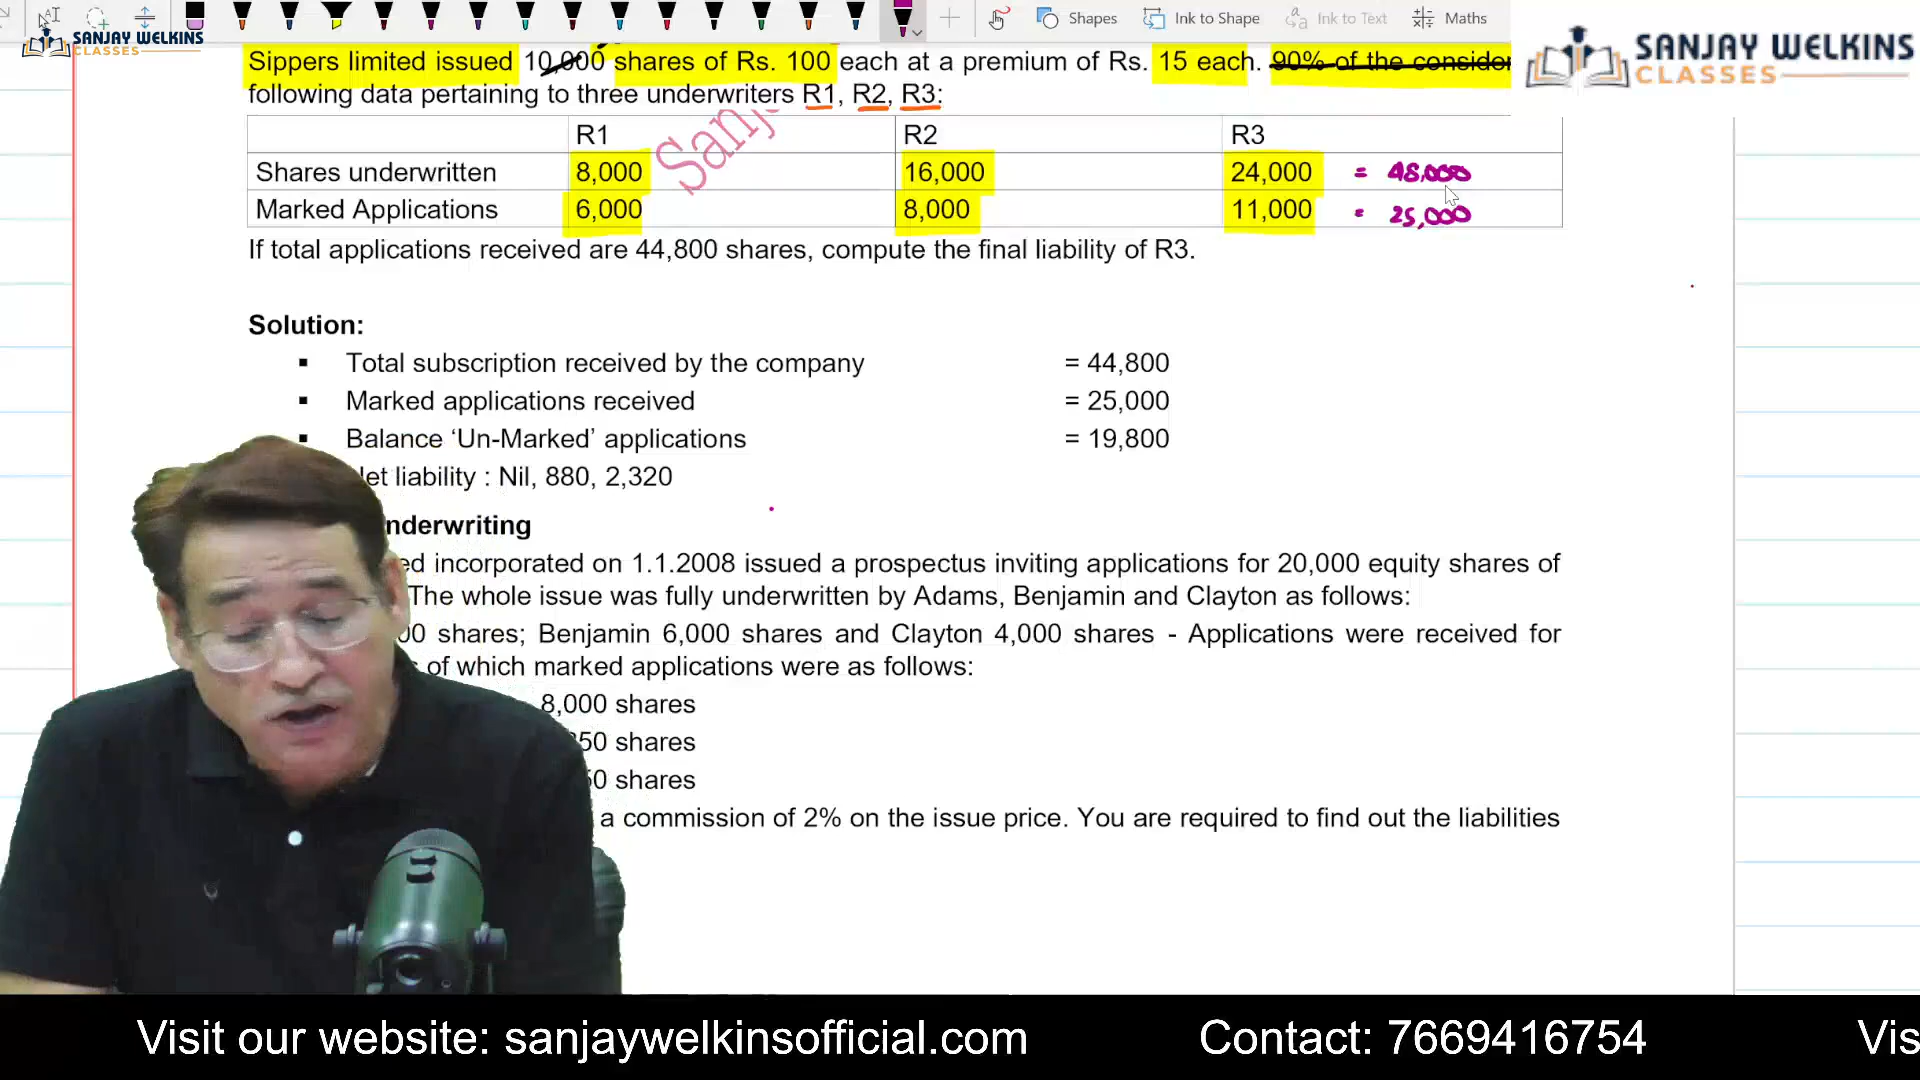 Shapes Ink to Shape Ink to Text Maths
SANJAY WELKINS
CLASSES
SANJAY WELKINS
CLASSES
Sippers limited issued 10,000 shares of Rs. 100 each at a premium of Rs. 15 each. 90% of the consider
following data pertaining to three underwriters R1, R2, R3:
R1 R2 R3
Shares underwritten 8,000 16,000 24,000 = 48,000
Marked Applications 6,000 8,000 11,000 = 25,000
Sanj
If total applications received are 44,800 shares, compute the final liability of R3.
Solution:
▪ Total subscription received by the company = 44,800
▪ Marked applications received = 25,000
▪ Balance ‘Un-Marked’ applications = 19,800
et liability : Nil, 880, 2,320
nderwriting
ed incorporated on 1.1.2008 issued a prospectus inviting applications for 20,000 equity shares of
The whole issue was fully underwritten by Adams, Benjamin and Clayton as follows:
00 shares; Benjamin 6,000 shares and Clayton 4,000 shares - Applications were received for
of which marked applications were as follows:
8,000 shares
50 shares
0 shares
a commission of 2% on the issue price. You are required to find out the liabilities
Visit our website: sanjaywelkinsofficial.com Contact: 7669416754 Vis